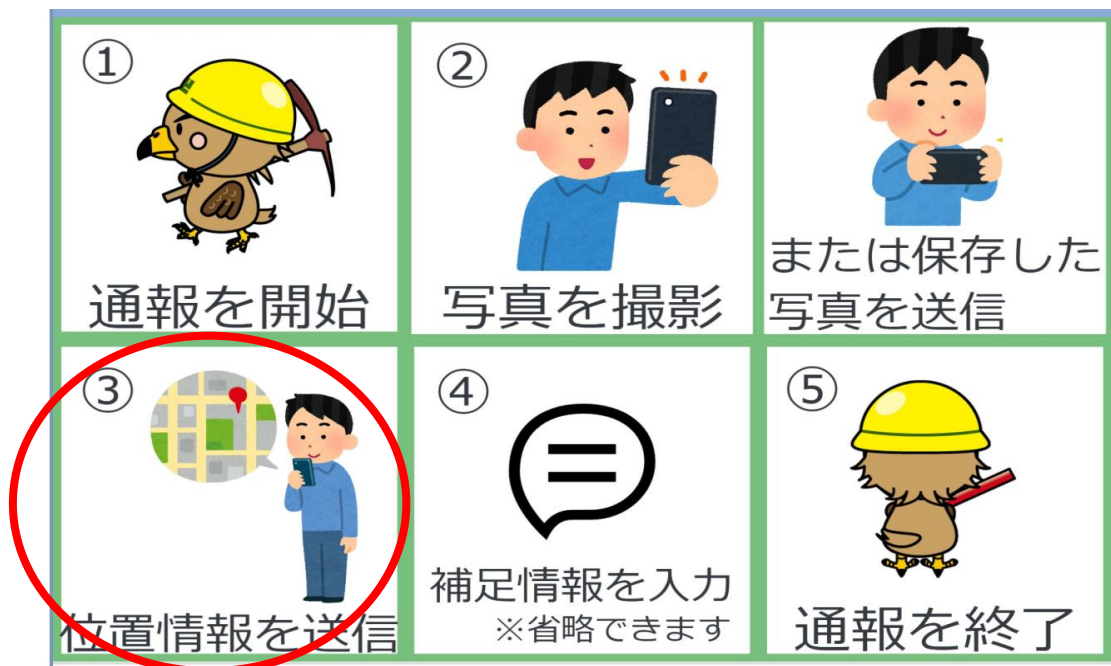 ①
通報を開始
②
写真を撮影
または保存した
写真を送信
③
位置情報を送信
④
補足情報を入力
※省略できます
⑤
通報を終了